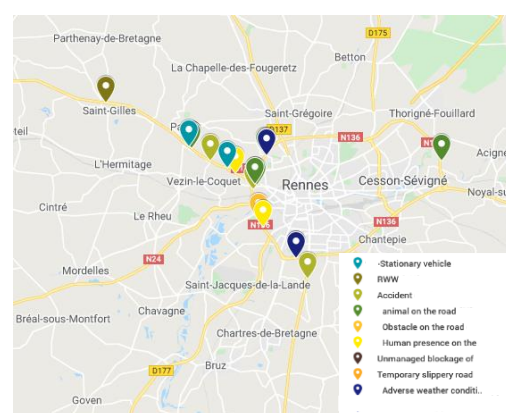 D175
Parthenay-de-Bretagne
Betton
La Chapelle-des-Fougeretz
Saint-Gilles
Saint-Grégoire
Thorigné-Fouillard
D137
N136
L'Hermitage
Vezin-le-Coquet
Rennes
Cesson-Sévigné
Cintré
Le Rheu
N136
N136
Chantepie
N24
Mordelles
Saint-Jacques-de-la-Lande
Chavagne
Bréal-sous-Montfort
Chartres-de-Bretagne
Bruz
D177
Goven
-Stationary vehicle
RWW
Accident
animal on the road
Obstacle on the road
Human presence on the
Unmanaged blockage of
Temporary slippery road
Adverse weather conditi..